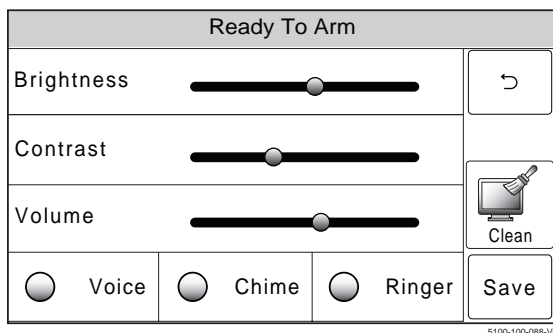 Ready To Arm
Brightness
Contrast
Volume
Clean
Voice
Chime
Ringer
Save
5100-100-088-V